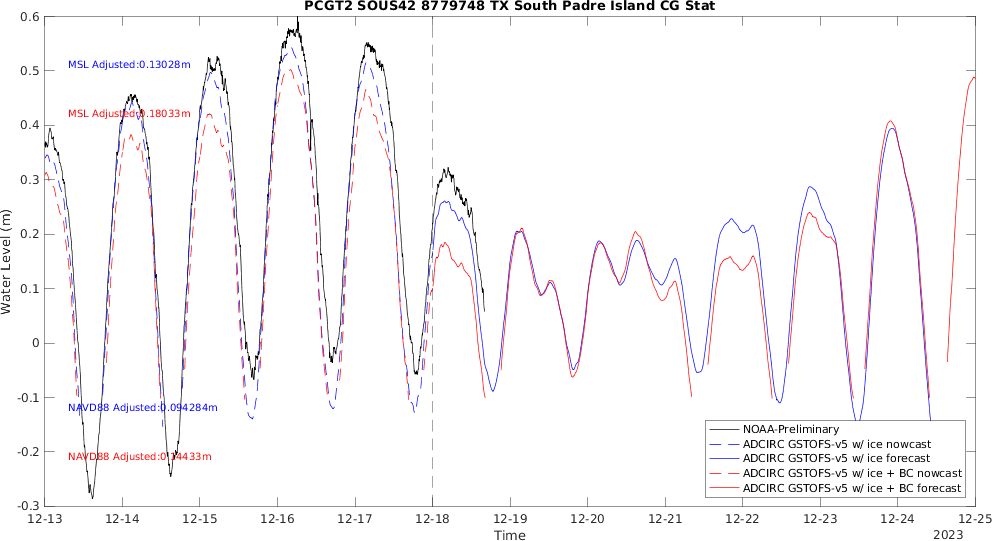 PCGT2 SOUS42 8779748 TX South Padre Island CG Stat
0.6
0.5
0.4
0.3
0.2
0.1
0
-0.1
-0.2
-0.3
Water Level (m)
MSL Adjusted:0.13028m
MSL Adjusted:0.18033m
NAVD88 Adjusted:0.094284m
NAVD88 Adjusted:0.14433m
NOAA-Preliminary
ADCIRC GSTOFS-v5 w/ ice nowcast
ADCIRC GSTOFS-v5 w/ ice forecast
ADCIRC GSTOFS-v5 w/ ice + BC nowcast
ADCIRC GSTOFS-v5 w/ ice + BC forecast
12-13 12-14 12-15 12-16 12-17 12-18 12-19 12-20 12-21 12-22 12-23 12-24 12-25
Time
2023